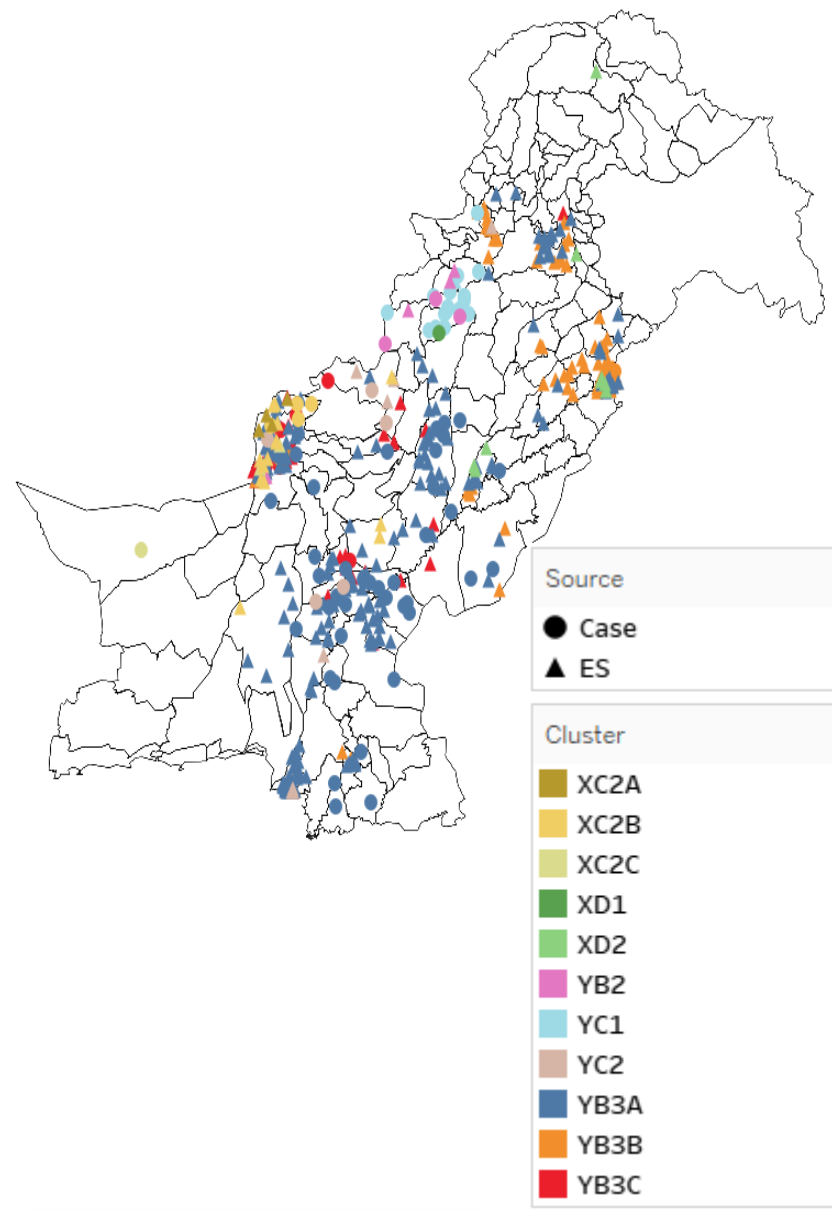 Source
Case
ES
Cluster
XC2A
XC2B
XC2C
XD1
XD2
YB2
YC1
YC2
YB3A
YB3B
YB3C